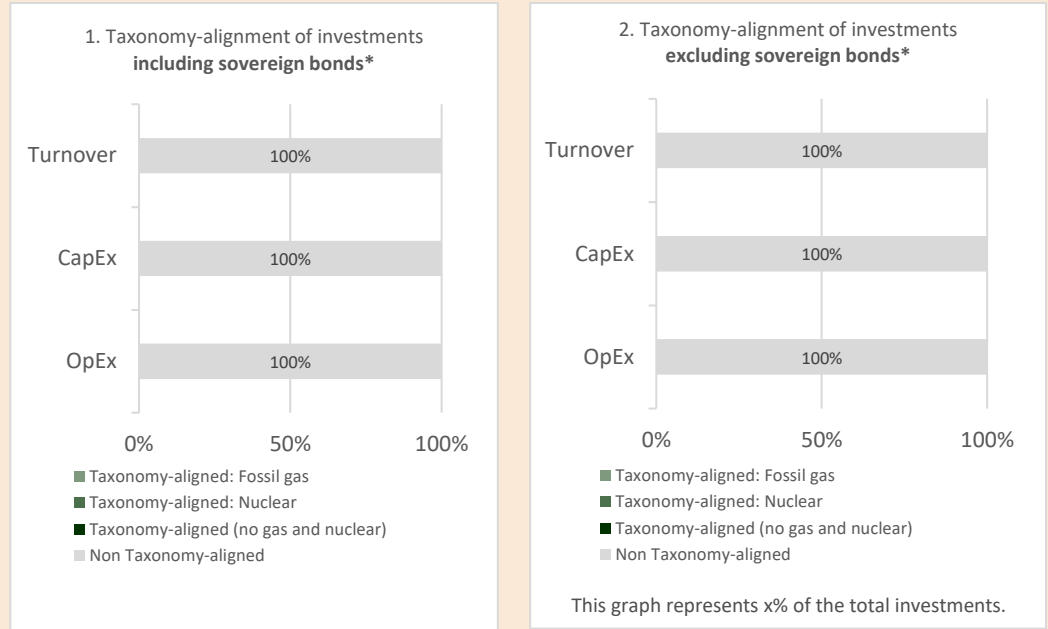 1. Taxonomy-alignment of investments
including sovereign bonds*
Turnover
100%
CapEx
100%
OpEx
100%
0%
50%
100%
Taxonomy-aligned: Fossil gas
Taxonomy-aligned: Nuclear
Taxonomy-aligned (no gas and nuclear)
Non Taxonomy-aligned
2. Taxonomy-alignment of investments
excluding sovereign bonds*
Turnover
100%
CapEx
100%
OpEx
100%
0%
50%
100%
Taxonomy-aligned: Fossil gas
Taxonomy-aligned: Nuclear
Taxonomy-aligned (no gas and nuclear)
Non Taxonomy-aligned
This graph represents x% of the total investments.